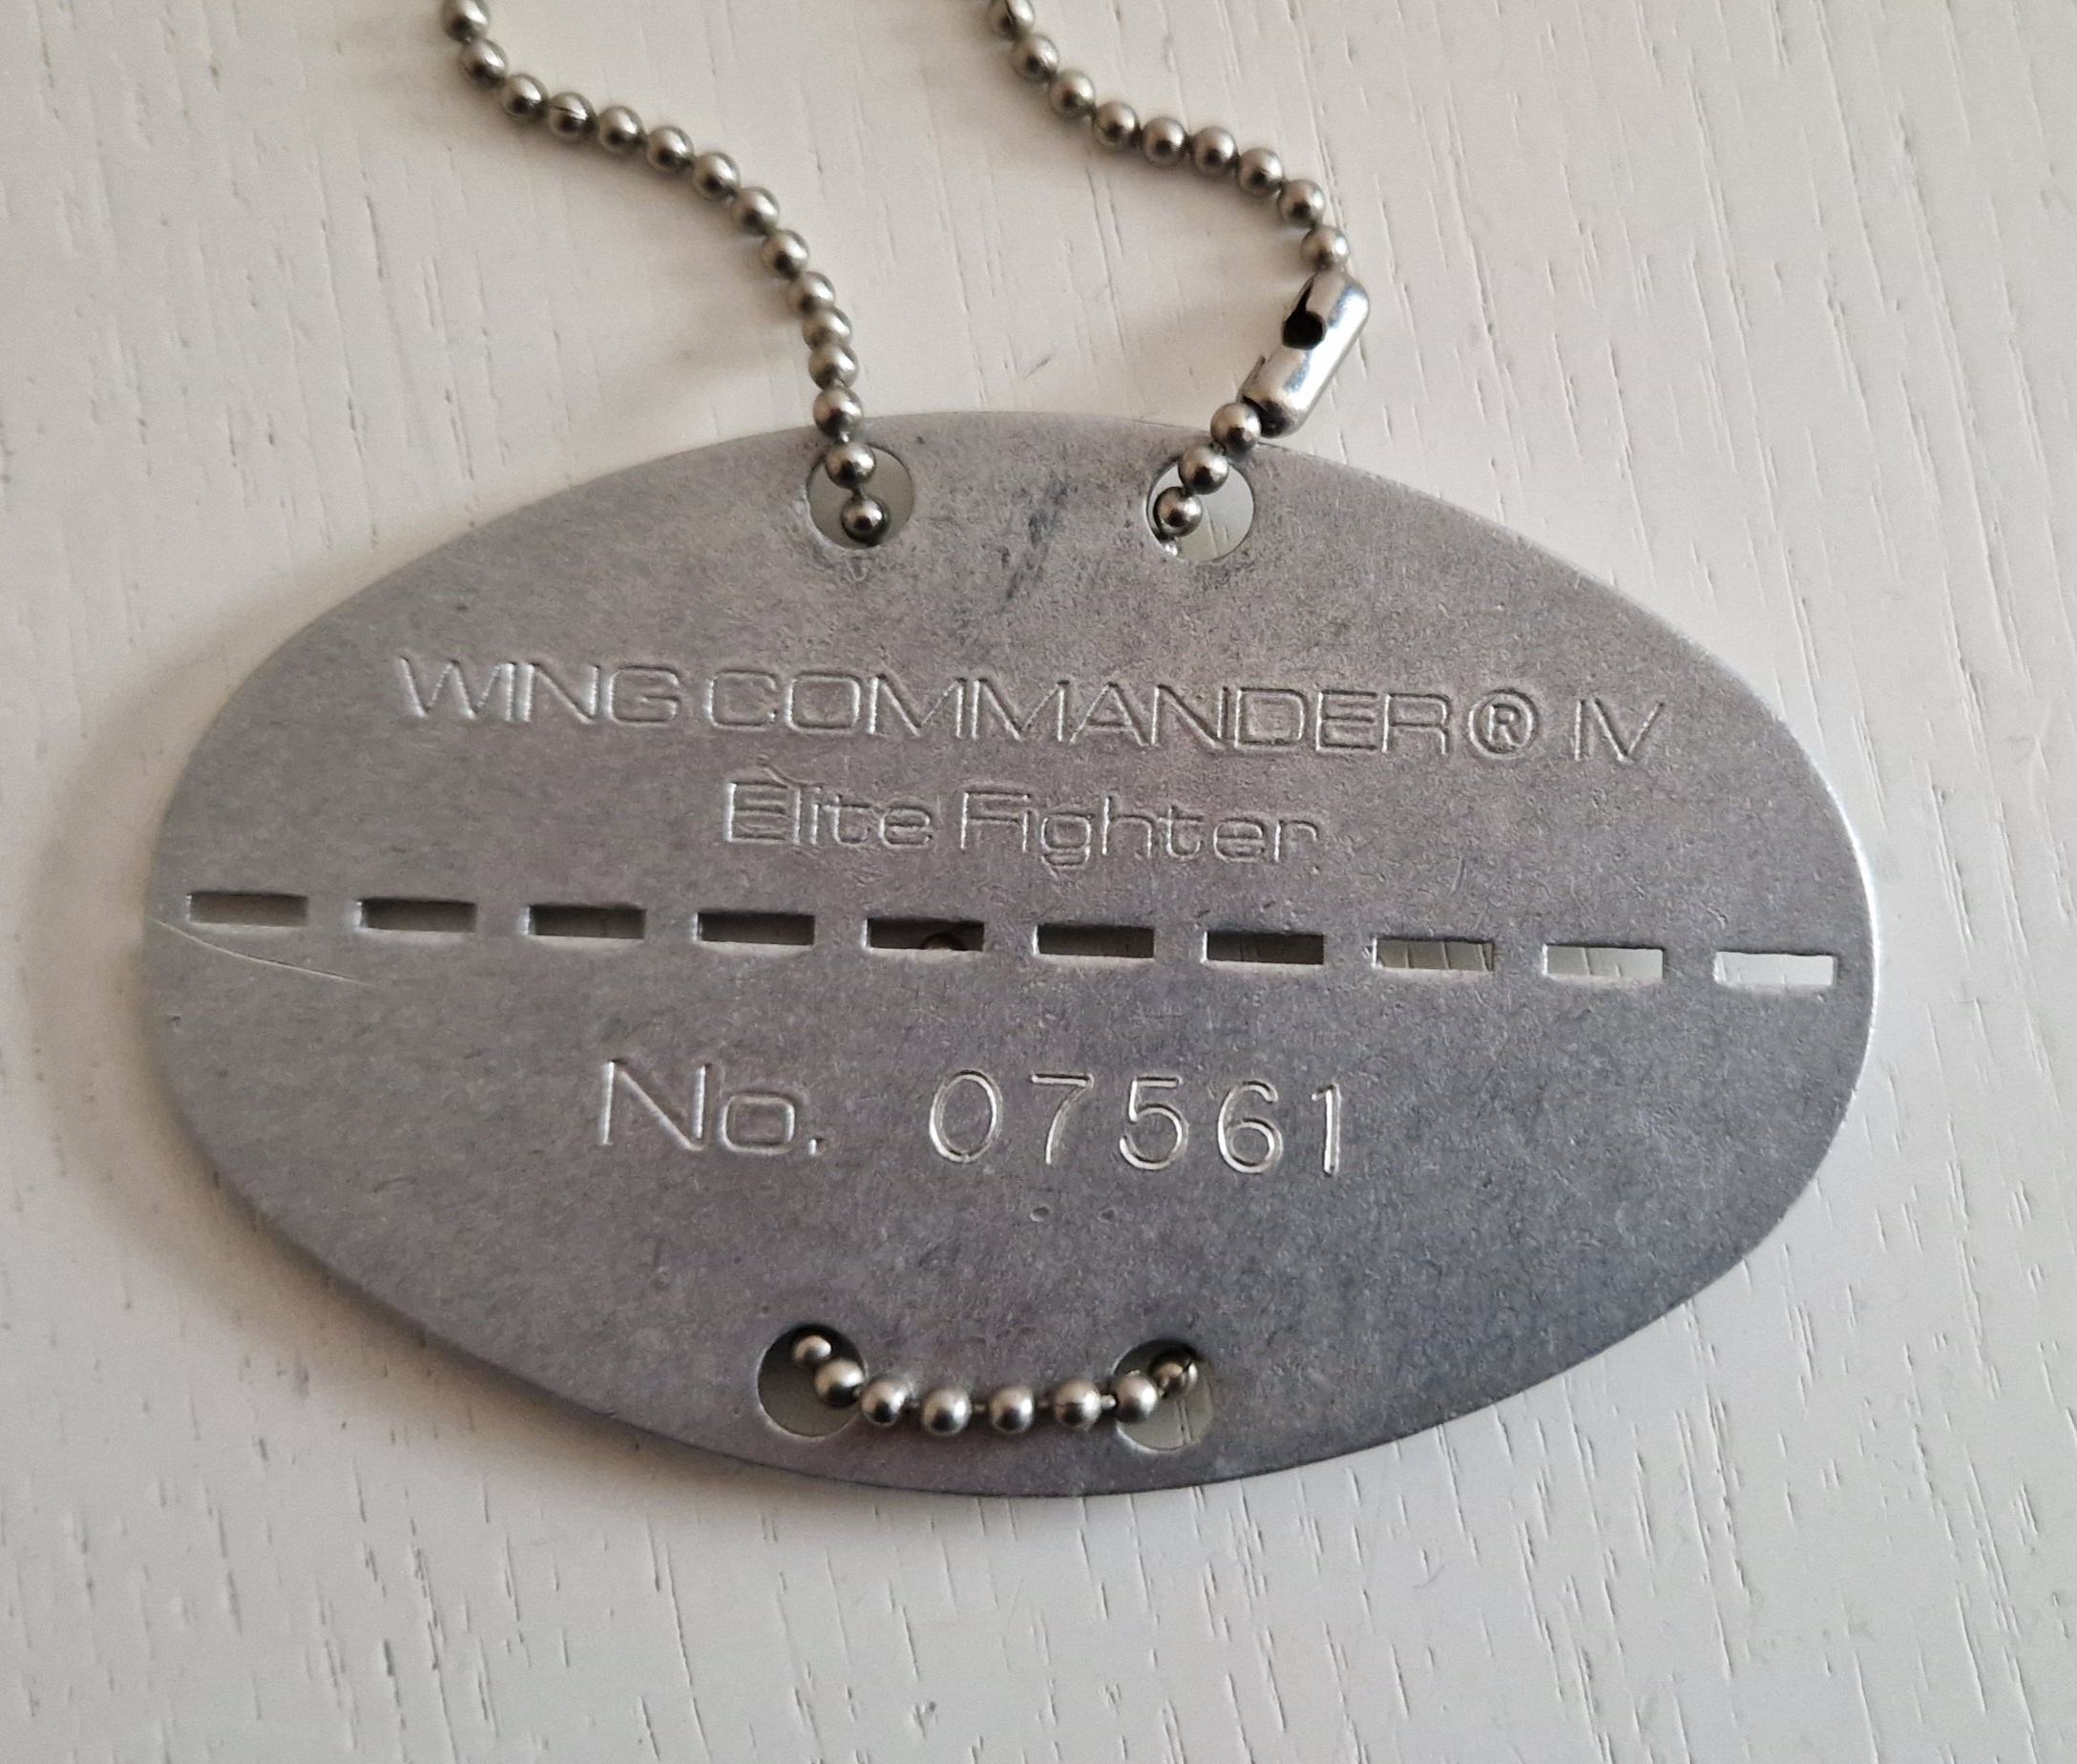 WING COMMANDER® IV
Elite Fighter
No. 07561